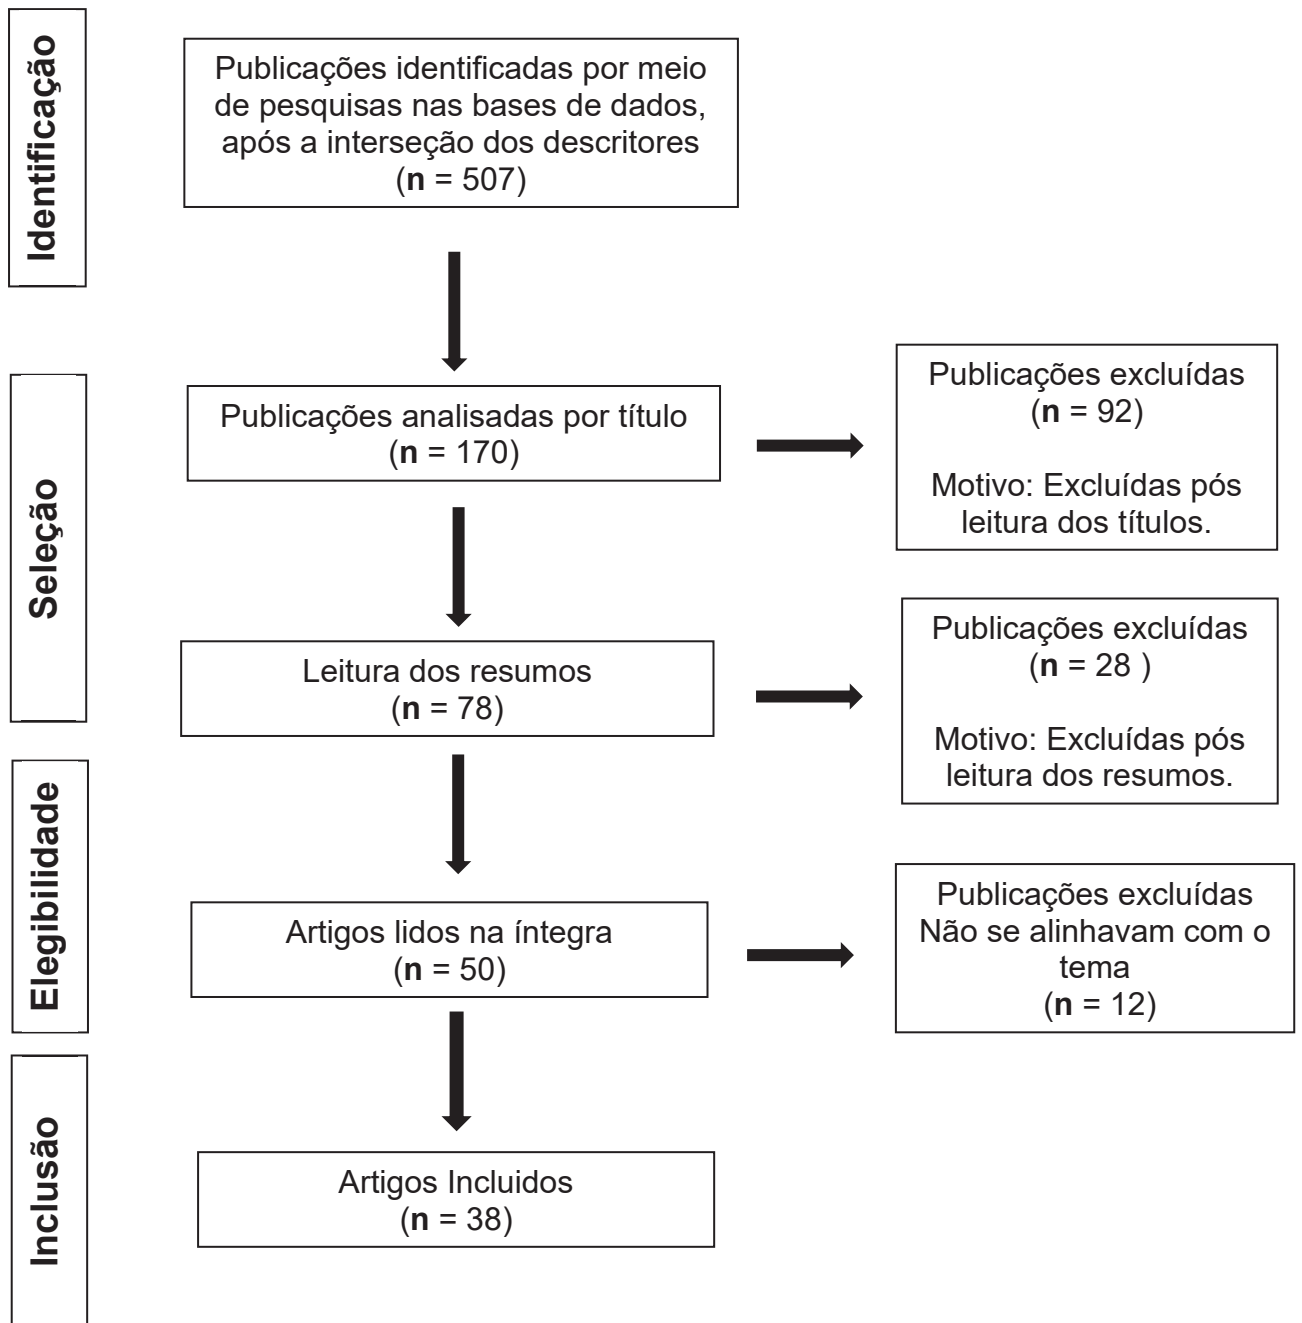 Identificação
Publicações identificadas por meio
de pesquisas nas bases de dados,
após a interseção dos descritores
(n = 507)
Seleção
Publicações analisadas por título
(n = 170)
Publicações excluídas
(n = 92)
Motivo: Excluídas pós
leitura dos títulos.
Leitura dos resumos
(n = 78)
Publicações excluídas
(n = 28 )
Motivo: Excluídas pós
leitura dos resumos.
Elegibilidade
Artigos lidos na íntegra
(n = 50)
Publicações excluídas
Não se alinhavam com o
tema
(n = 12)
Inclusão
Artigos Incluidos
(n = 38)